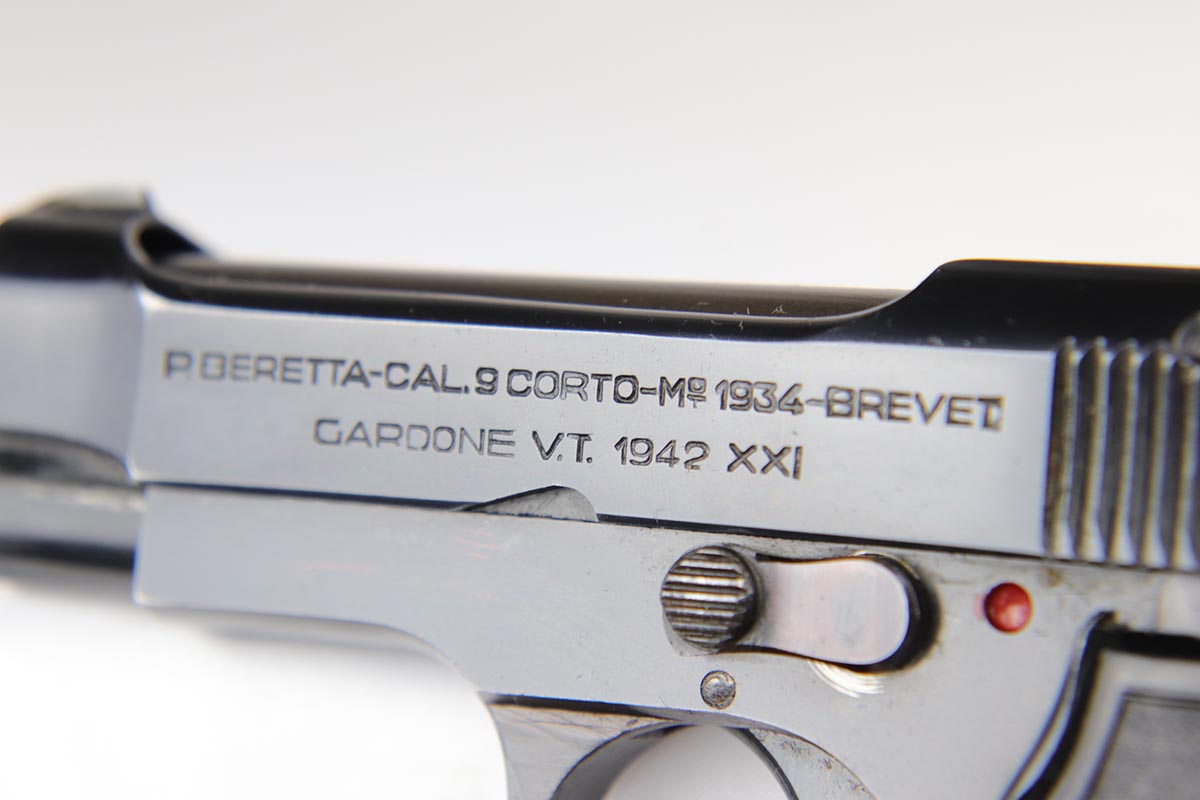 P. BERETTA-CAL. 9 CORTO-Mº 1934-BREVET.
GARDONE V.T. 1942 XXI